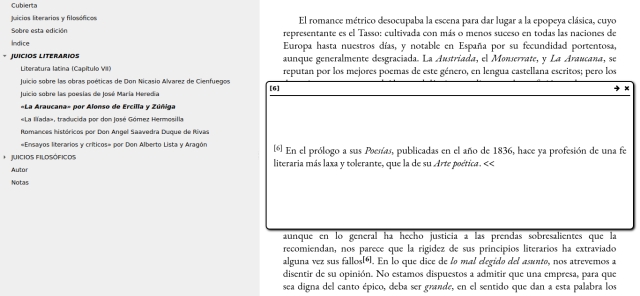 Cubierta
Juicios literarios y filosóficos
Sobre esta edición
Índice
JUICIOS LITERARIOS
Literatura latina (Capítulo VII)
Juicio sobre las obras poéticas de Don Nicasio Alvarez de Cienfuegos
Juicio sobre las poesías de José María Heredia
«La Araucana» por Alonso de Ercilla y Zúñiga
«La Ilíada», traducida por don José Gómez Hermosilla
Romances históricos por Don Angel Saavedra Duque de Rivas
«Ensayos literarios y críticos» por Don Alberto Lista y Aragón
JUICIOS FILOSÓFICOS
Autor
Notas
El romance métrico desocupaba la escena para dar lugar a la epopeya clásica, cuyo
representante es el Tasso: cultivada con más o menos suceso en todas las naciones de
Europa hasta nuestros días, y notable en España por su fecundidad portentosa,
aunque generalmente desgraciada. La Austríada, el Monserrate, y La Araucana, se
reputan por los mejores poemas de este género, en lengua castellana escritos; pero los
[6]
[6] En el prólogo a sus Poesías, publicadas en el año de 1836, hace ya profesión de una fe
literaria más laxa y tolerante, que la de su Arte poética. <<
aunque en lo general ha hecho justicia a las prendas sobresalientes que la
recomiendan, nos parece que la rigidez de sus principios literarios ha extraviado
alguna vez sus fallos[6]. En lo que dice de lo mal elegido del asunto, nos atrevemos a
disentir de su opinión. No estamos dispuestos a admitir que una empresa, para que
sea digna del canto épico, deba ser grande, en el sentido que dan a esta palabra los